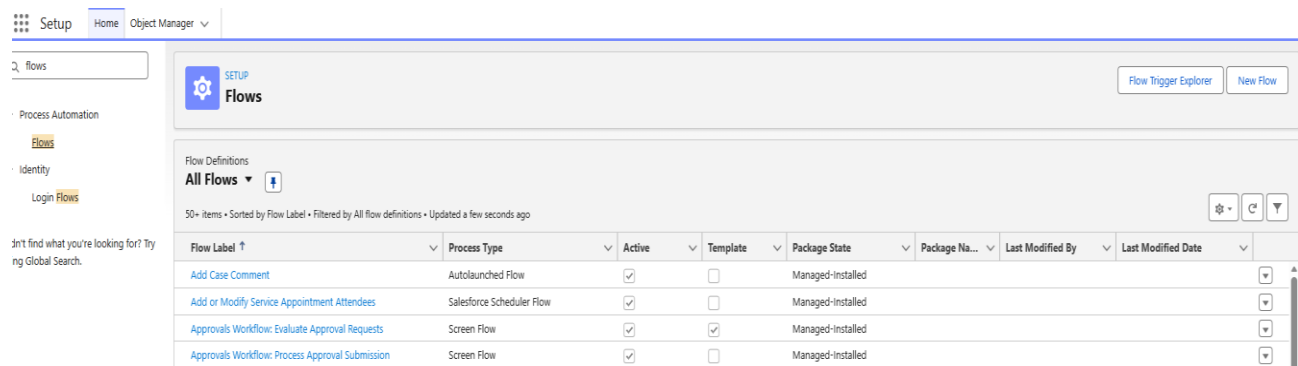 Setup Home Object Manager
flows
SETUP
Flows
Flow Trigger Explorer New Flow
Process Automation
Flows
Identity
Login Flows
dn't find what you're looking for? Try
ng Global Search.
Flow Definitions
All Flows
50+ items • Sorted by Flow Label • Filtered by All flow definitions • Updated a few seconds ago
Flow Label ↑ Process Type Active Template Package State Package Na... Last Modified By Last Modified Date
Add Case Comment Autolaunched Flow Managed-Installed
Add or Modify Service Appointment Attendees Salesforce Scheduler Flow Managed-Installed
Approvals Workflow: Evaluate Approval Requests Screen Flow Managed-Installed
Approvals Workflow: Process Approval Submission Screen Flow Managed-Installed